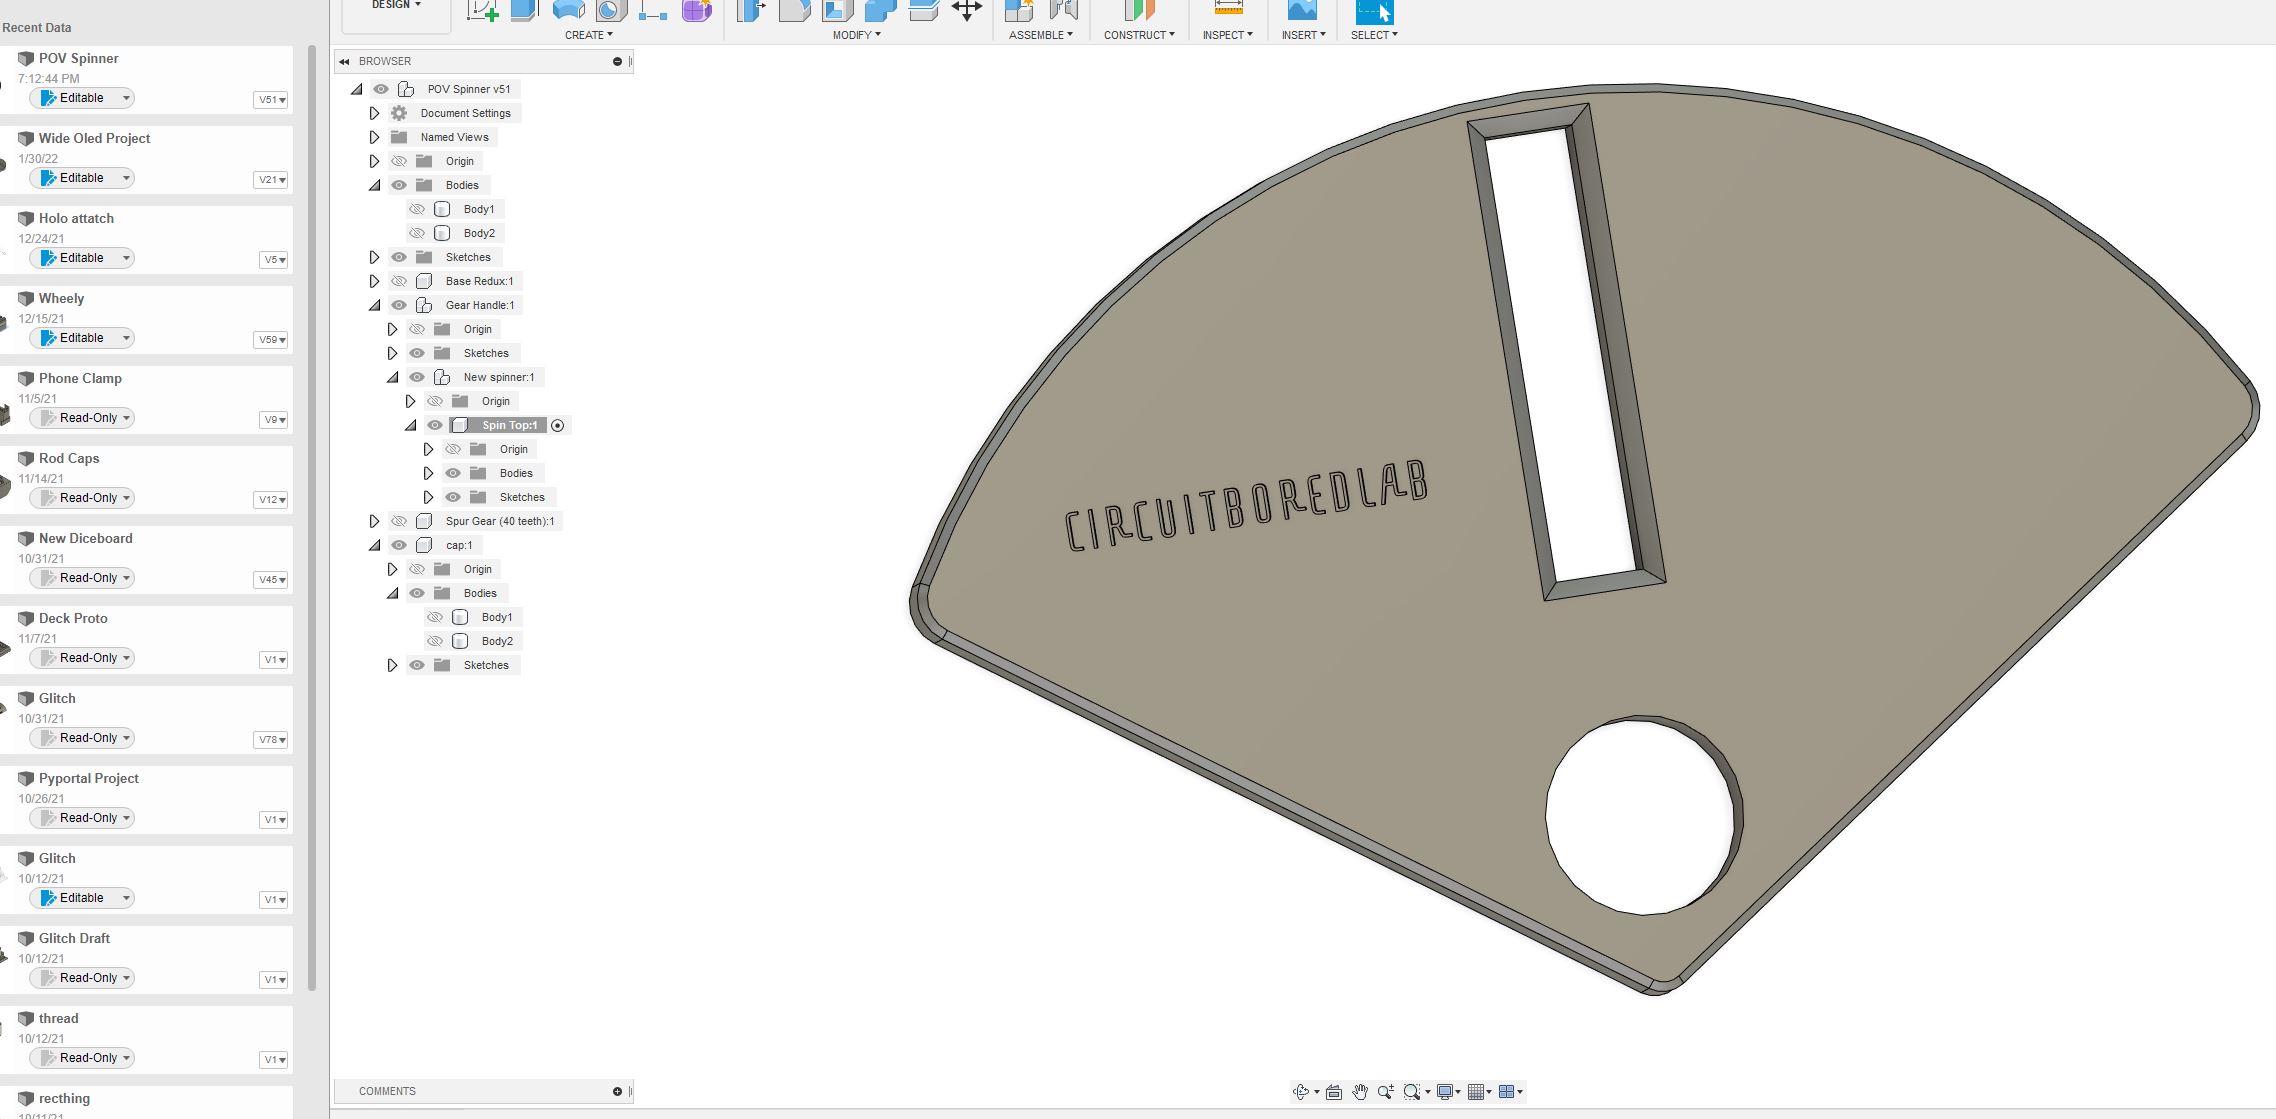 DESIGN
CREATE
MODIFY
ASSEMBLE
CONSTRUCT
INSPECT
INSERT
SELECT
Recent Data
POV Spinner
7:12:44 PM
Editable
V51
Wide Oled Project
1/30/22
Editable
V21
Holo attatch
12/24/21
Editable
V5
Wheely
12/15/21
Editable
V59
Phone Clamp
11/5/21
Read-Only
V9
Rod Caps
11/14/21
Read-Only
V12
New Diceboard
10/31/21
Read-Only
V45
Deck Proto
11/7/21
Read-Only
V1
Glitch
10/31/21
Read-Only
V78
Pyportal Project
10/26/21
Read-Only
V1
Glitch
10/12/21
Editable
V1
Glitch Draft
10/12/21
Read-Only
V1
thread
10/12/21
Read-Only
V1
recthing
10/11/21
BROWSER
POV Spinner v51
Document Settings
Named Views
Origin
Bodies
Body1
Body2
Sketches
Base Redux:1
Gear Handle:1
Origin
Sketches
New spinner:1
Origin
Spin Top:1
Origin
Bodies
Sketches
Spur Gear (40 teeth):1
cap:1
Origin
Bodies
Body1
Body2
Sketches
COMMENTS
CIRCUITBOREDLAB